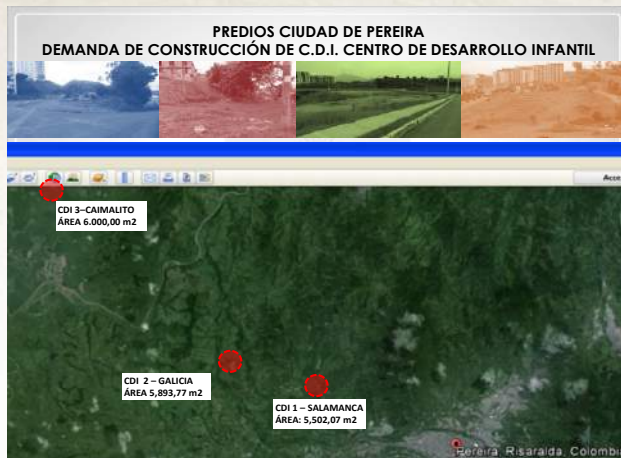 PREDIOS CIUDAD DE PEREIRA
DEMANDA DE CONSTRUCCIÓN DE C.D.I. CENTRO DE DESARROLLO INFANTIL
Acce
CDI 3–CAIMALITO
ÁREA 6.000,00 m2
CDI 2 – GALICIA
ÁREA 5,893,77 m2
CDI 1 – SALAMANCA
ÁREA: 5,502,07 m2
Pereira, Risaralda, Colombi